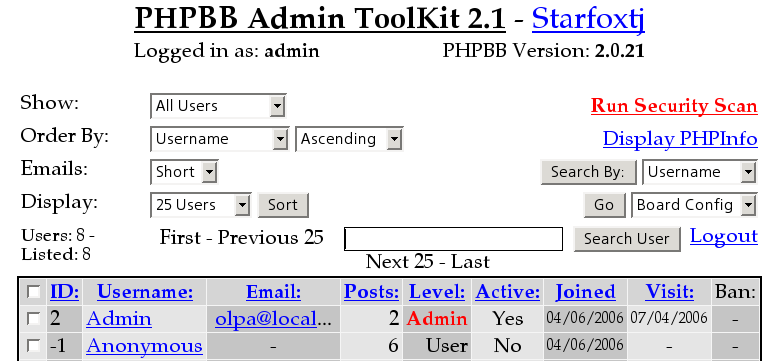 PHPBB Admin ToolKit 2.1 - Starfoxtj
Logged in as: admin PHPBB Version: 2.0.21
Show: All Users Run Security Scan
Order By: Username Ascending Display PHPInfo
Emails: Short Search By: Username
Display: 25 Users Sort Go Board Config
Users: 8 - Listed: 8 First - Previous 25 Search User Logout
Next 25 - Last
ID: Username: Email: Posts: Level: Active: Joined Visit: Ban:
2 Admin olpa@local... 2 Admin Yes 04/06/2006 07/04/2006 -
-1 Anonymous - 6 User No 04/06/2006 - -